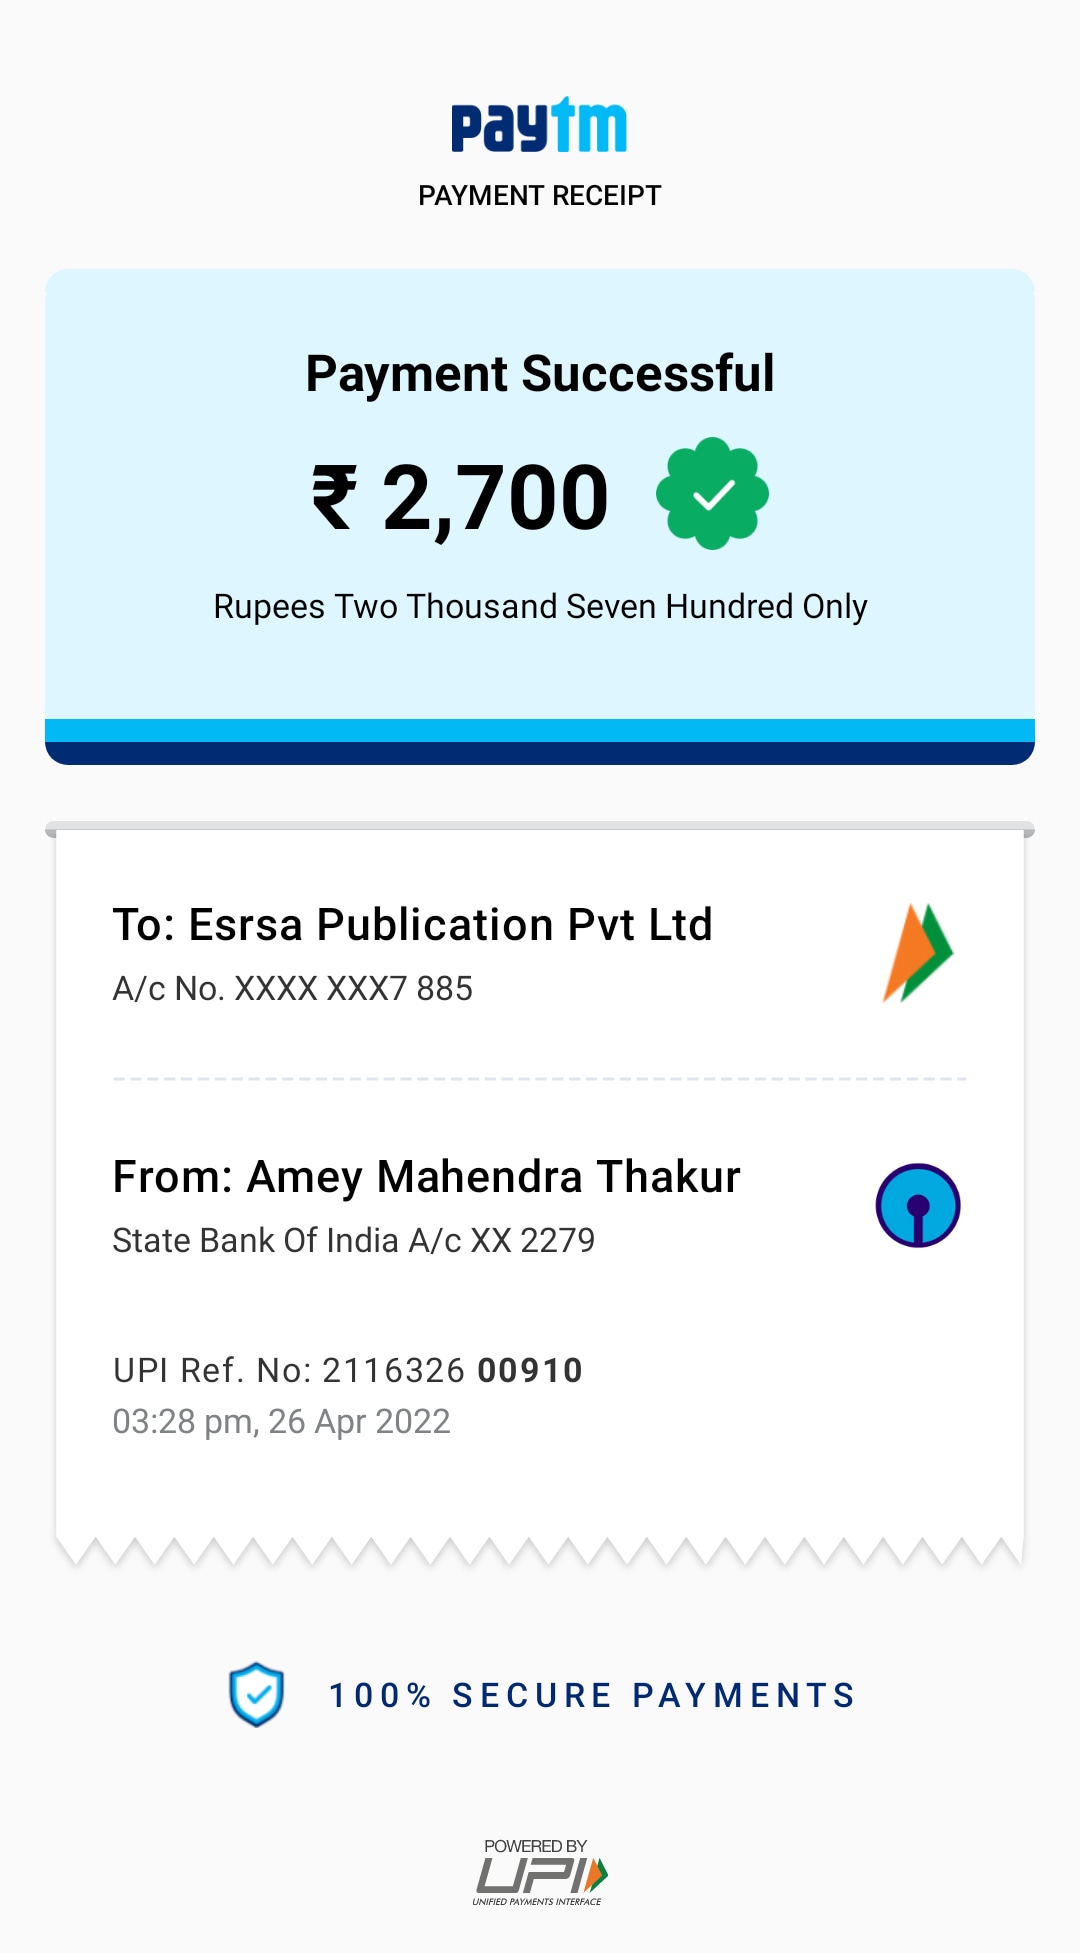 paytm
PAYMENT RECEIPT
Payment Successful
₹ 2,700
Rupees Two Thousand Seven Hundred Only
To: Esrsa Publication Pvt Ltd
A/c No. XXXX XXX7 885
From: Amey Mahendra Thakur
State Bank Of India A/c XX 2279
UPI Ref. No: 2116326 00910
03:28 pm, 26 Apr 2022
100% SECURE PAYMENTS
POWERED BY
UPI
UNIFIED PAYMENTS INTERFACE